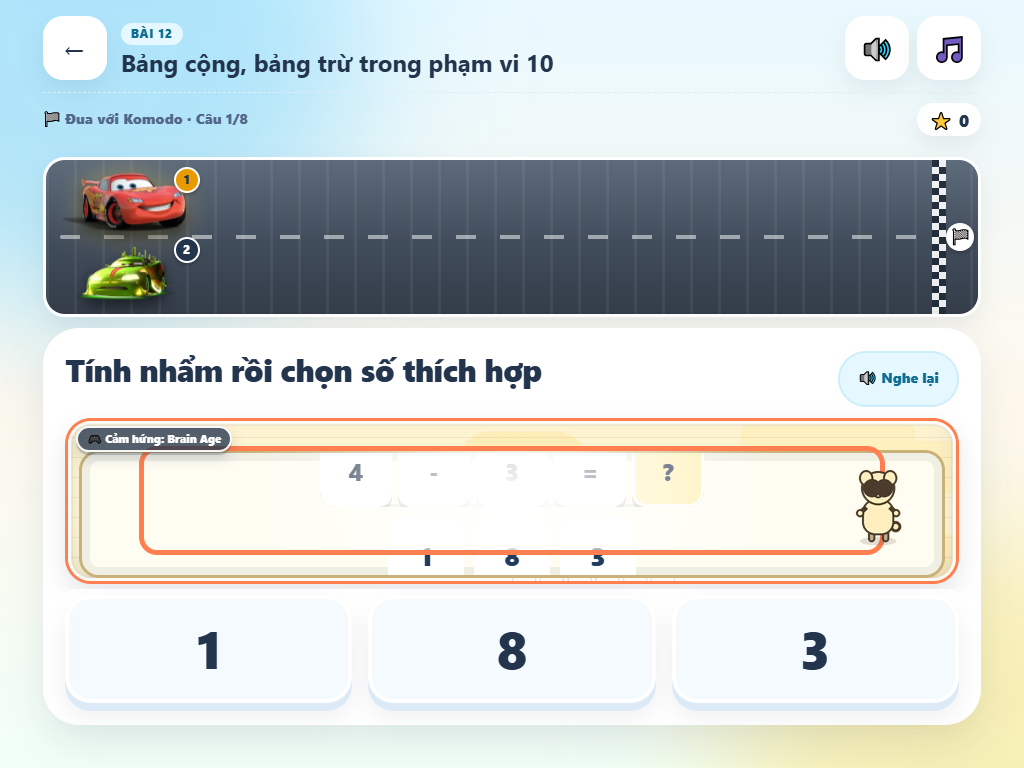 ←
BÀI 12
Bảng cộng, bảng trừ trong phạm vi 10
Đua với Komodo · Câu 1/8
0
1
2
Tính nhẩm rồi chọn số thích hợp
Nghe lại
Cảm hứng: Brain Age
4 - 3 = ?
1 8 3
1 8 3